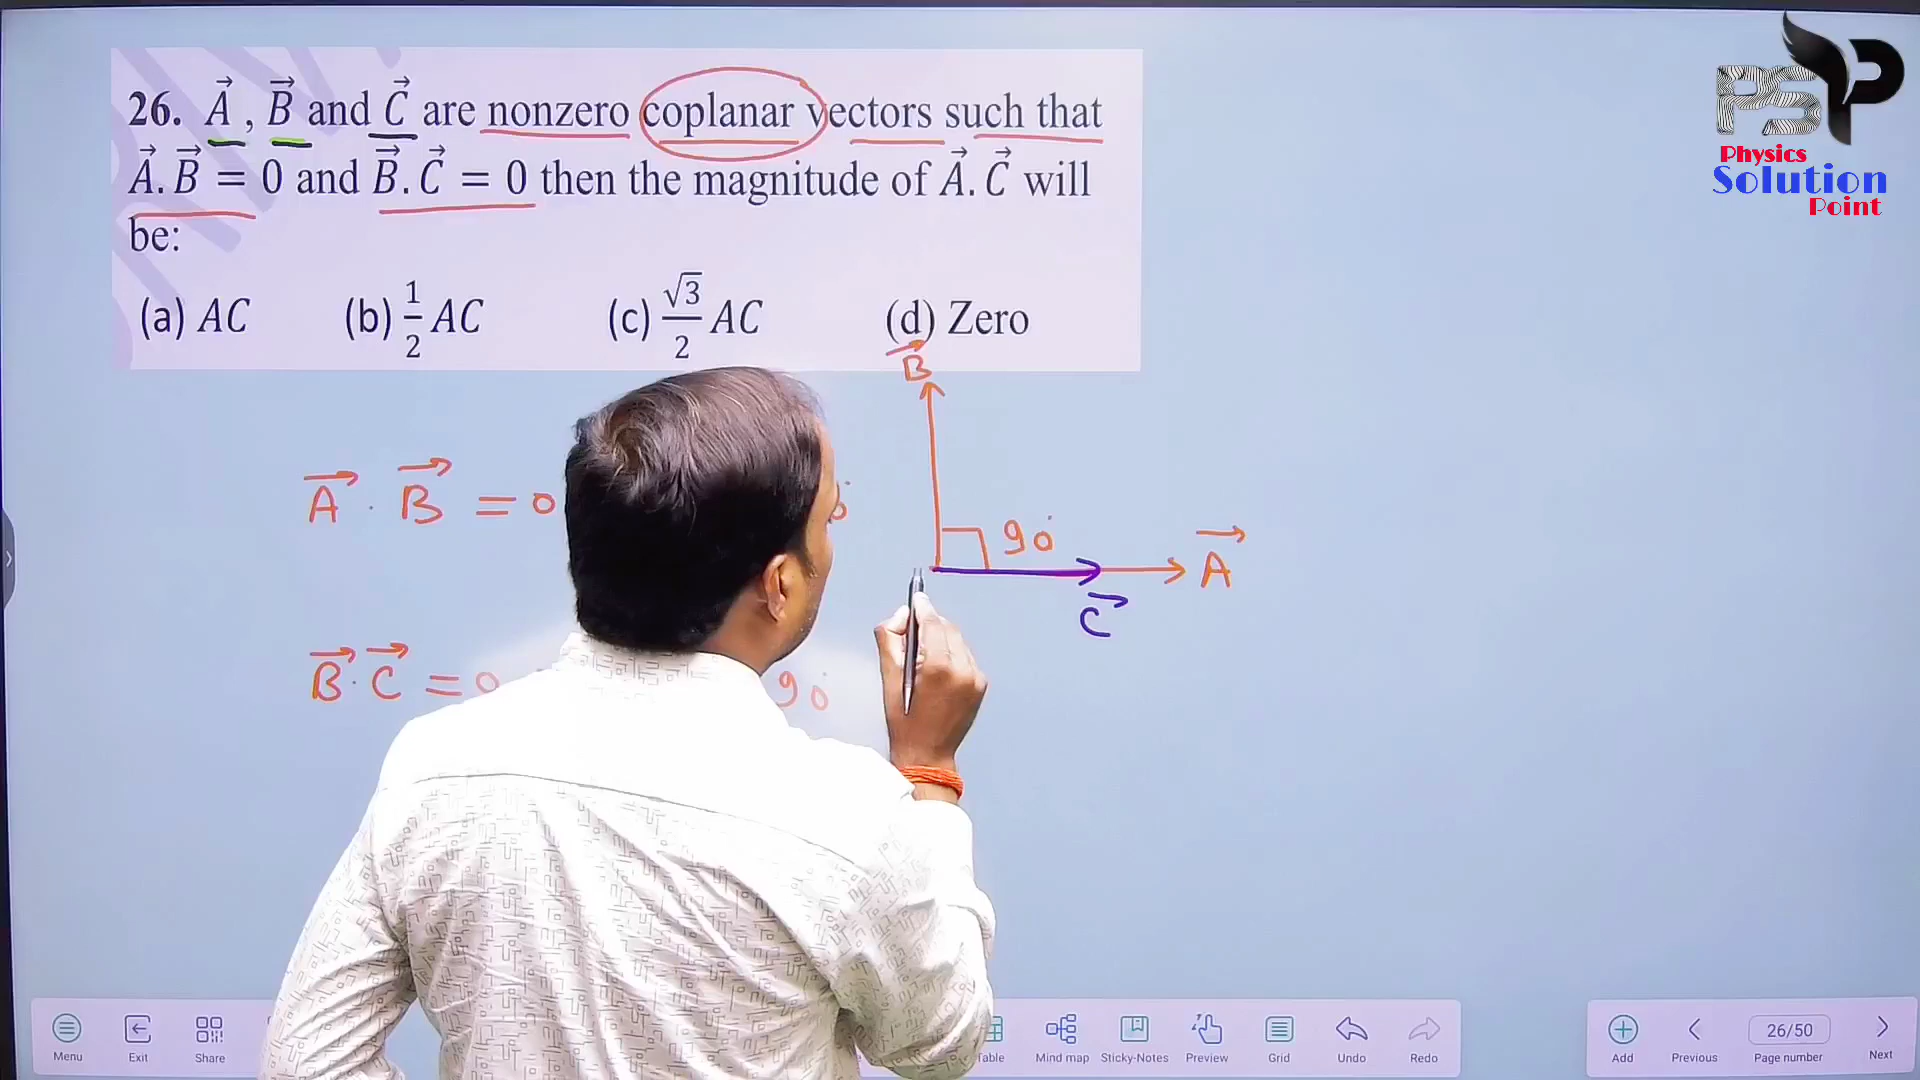 26. A⃗ , B⃗ and C⃗ are nonzero coplanar vectors such that
A⃗ . B⃗ = 0 and B⃗ . C⃗ = 0 then the magnitude of A⃗ . C⃗ will
be:
(a) AC (b) 1/2 AC (c) √3/2 AC (d) Zero
PSP
Physics
Solution
Point
B⃗
A⃗ . B⃗ = 0
90°
A⃗
C⃗
B⃗ . C⃗ = 0 90°
Menu Exit Share Table Mind map Sticky-Notes Preview Grid Undo Redo
Add Previous 26/50 Page number Next